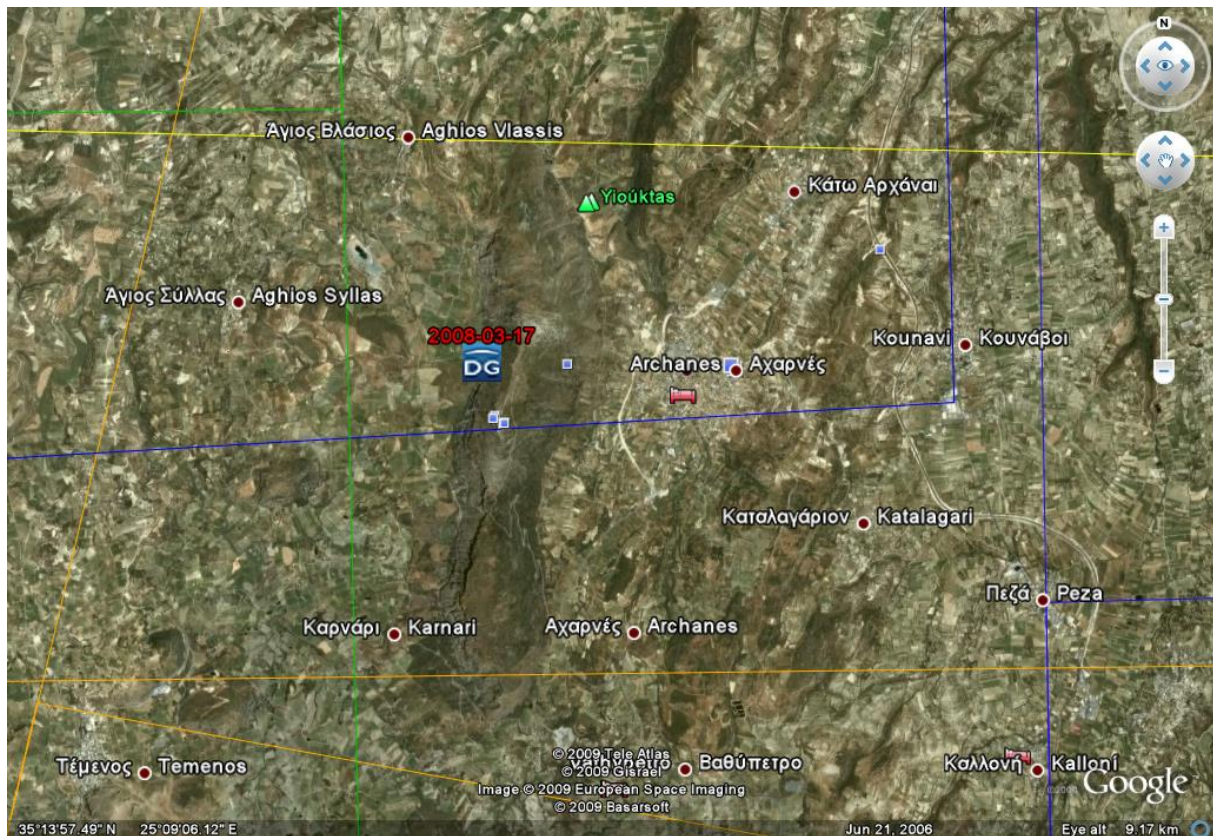 N
Άγιος Βλάσιος Aghios Vlassis
Κάτω Αρχάναι
Yioúktas
Άγιος Σύλλας Aghios Syllas
2008-03-17
DG
Kounavi Κουνάβοι
Archanes Αχαρνές
Καταλαγάριον Katalagari
Πεζά Peza
Καρνάρι Karnari
Αχαρνές Archanes
© 2009 Tele Atlas
Τέμενος Temenos
Vathypetro Βαθύπετρο
Καλλονή Kalloní
© 2009 Gisrael
Image © 2009 European Space Imaging
© 2009 Basarsoft
©2009 Google
35°13'57.49" N 25°09'06.12" E
Jun 21, 2006
Eye alt 9.17 km